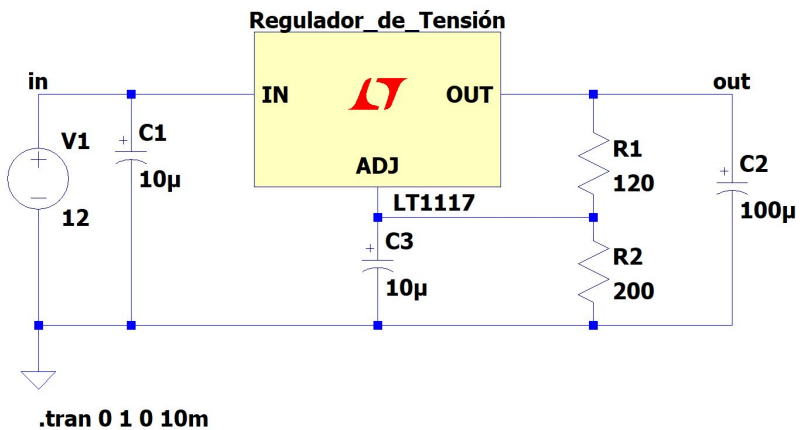 Regulador_de_Tensión
in
out
IN
OUT
V1
C1
ADJ
R1
C2
10µ
120
LT1117
100µ
12
C3
R2
10µ
200
.tran 0 1 0 10m